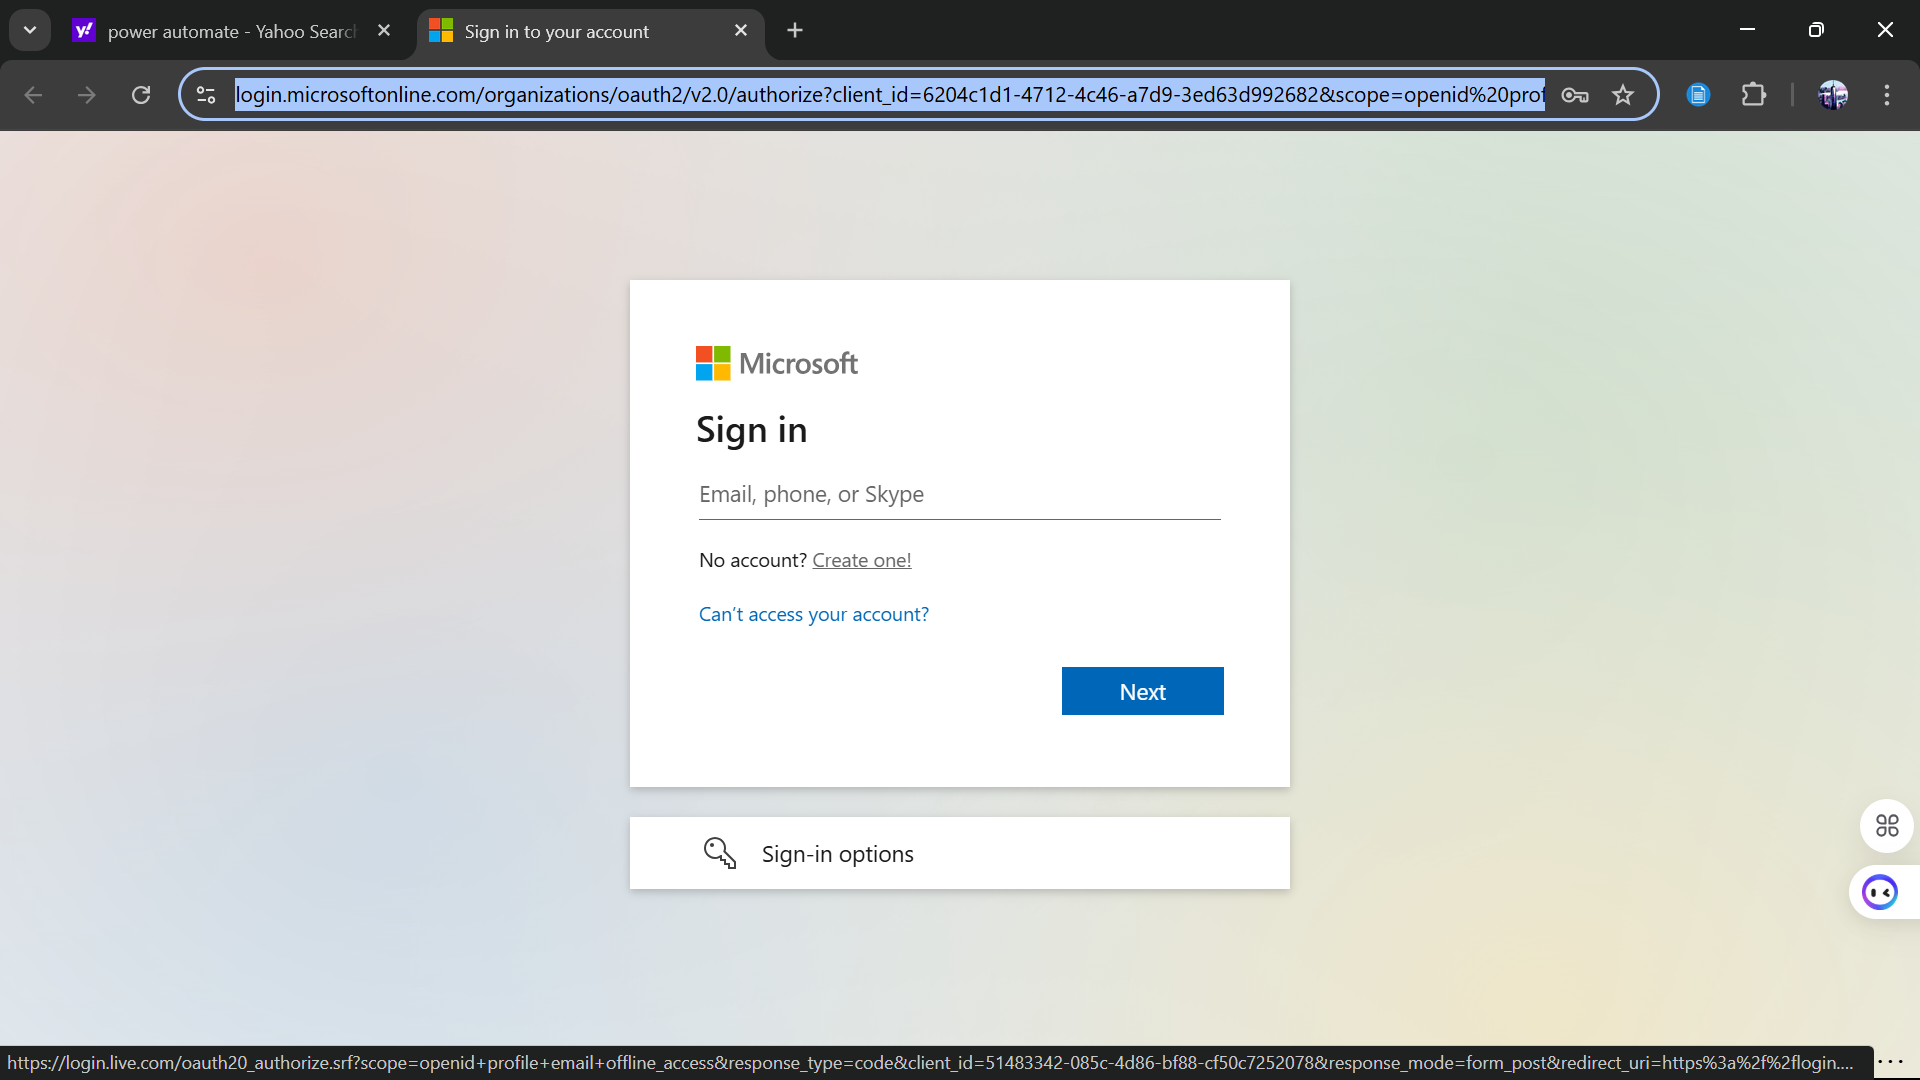 power automate - Yahoo Search
Sign in to your account
login.microsoftonline.com/organizations/oauth2/v2.0/authorize?client_id=6204c1d1-4712-4c46-a7d9-3ed63d992682&scope=openid%20prof
Microsoft
Sign in
Email, phone, or Skype
No account? Create one!
Can't access your account?
Next
Sign-in options
https://login.live.com/oauth20_authorize.srf?scope=openid+profile+email+offline_access&response_type=code&client_id=51483342-085c-4d86-bf88-cf50c7252078&response_mode=form_post&redirect_uri=https%3a%2f%2flogin....